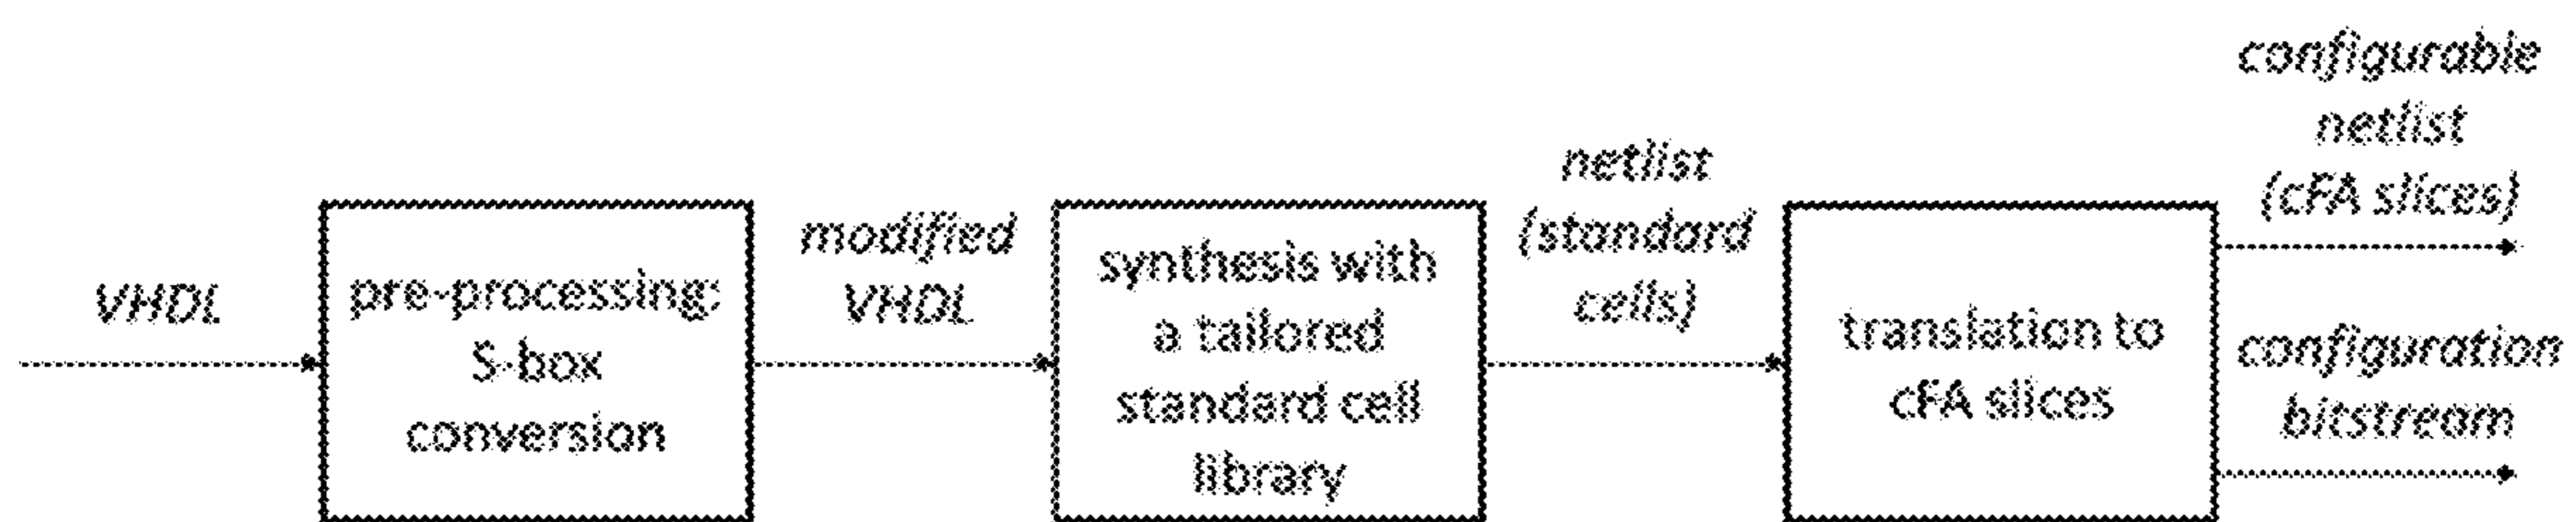 VHDL
pre-processing:
S-box
conversion
modified
VHDL
synthesis with
a tailored
standard cell
library
netlist
(standard
cells)
translation to
cFA slices
configurable
netlist
(cFA slices)
configuration
bitstream